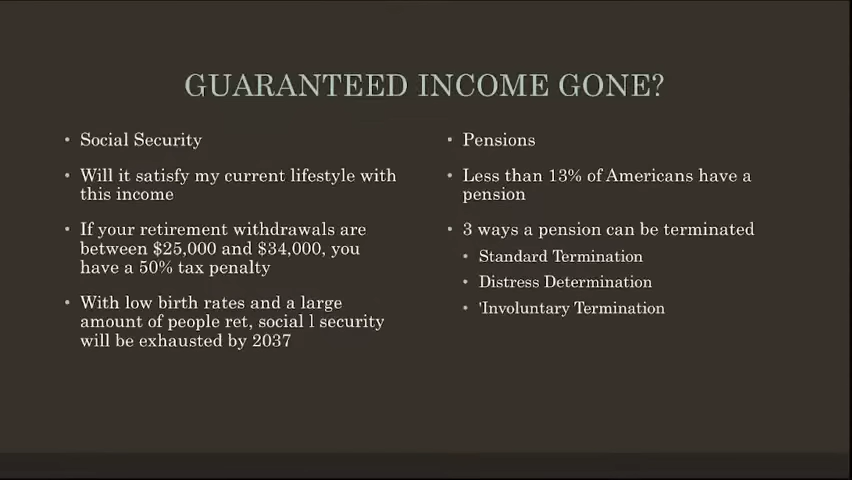 GUARANTEED INCOME GONE?
• Social Security
• Will it satisfy my current lifestyle with
this income
• If your retirement withdrawals are
between $25,000 and $34,000, you
have a 50% tax penalty
• With low birth rates and a large
amount of people ret, social l security
will be exhausted by 2037
• Pensions
• Less than 13% of Americans have a
pension
• 3 ways a pension can be terminated
• Standard Termination
• Distress Determination
• 'Involuntary Termination